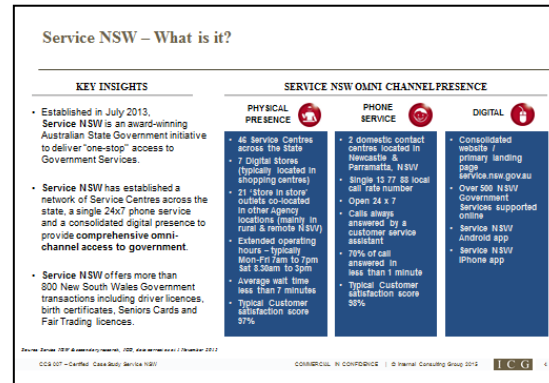 Service NSW – What is it?
KEY INSIGHTS
• Established in July 2013,
Service NSW is an award-winning
Australian State Government initiative
to deliver "one-stop" access to
Government Services.
• Service NSW has established a
network of Service Centres across the
state, a single 24x7 phone service
and a consolidated digital presence to
provide comprehensive omni-
channel access to government.
• Service NSW offers more than
800 New South Wales Government
transactions including driver licences,
birth certificates, Seniors Cards and
Fair Trading licences.
SERVICE NSW OMNI CHANNEL PRESENCE
PHYSICAL
PRESENCE
• 46 Service Centres
across the state
• 7 Digital Stores
(typically located in
shopping centres)
• 21 'Store in store'
outlets co-located
in other Agency
locations (mainly in
rural & remote NSW)
• Extended operating
hours – typically
Mon-Fri 7am to 7pm
Sat 8.30am to 3pm
• Average wait time
less than 7 minutes
• Typical Customer
satisfaction score
97%
PHONE
SERVICE
• 2 domestic contact
centres located in
Newcastle &
Parramatta, NSW
• Single 13 77 88 local
call rate number
• Open 24 x 7
• Calls always
answered by a
customer service
assistant
• 70% of call
answered in
less than 1 minute
• Typical Customer
satisfaction score
98%
DIGITAL
• Consolidated
website /
primary landing
page
service.nsw.gov.au
• Over 500 NSW
Government
Services supported
online
• Service NSW
Android app
• Service NSW
iPhone app
Source: Service NSW & secondary research,
CCS 007 – Certified Case Study Service NSW
COMMERCIAL IN CONFIDENCE | © Internal Consulting Group 2015
ICG